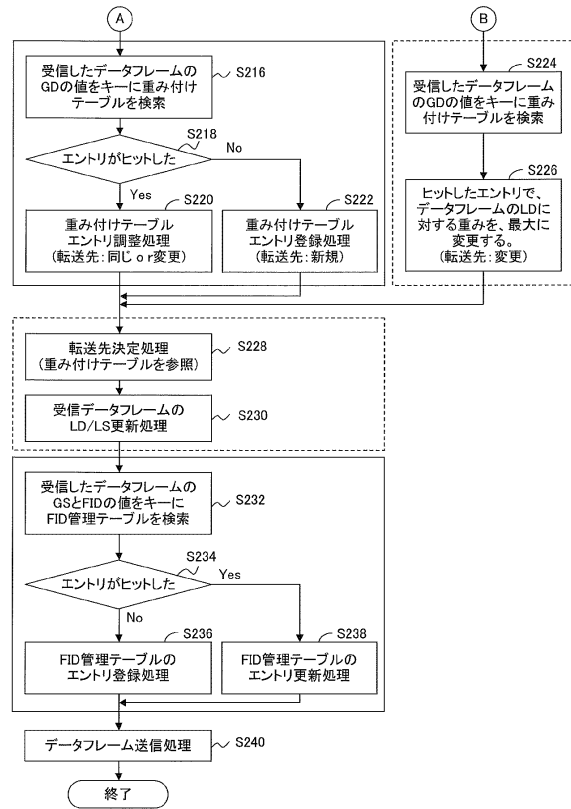 A
B
受信したデータフレームの
GDの値をキーに重み付け
テーブルを検索
S216
S224
受信したデータフレーム
のGDの値をキーに重み
付けテーブルを検索
S218
エントリがヒットした
No
Yes
S220
重み付けテーブル
エントリ調整処理
(転送先:同じor変更)
S222
重み付けテーブル
エントリ登録処理
(転送先:新規)
S226
ヒットしたエントリで、
データフレームのLDに
対する重みを、最大に
変更する。
(転送先:変更)
転送先決定処理
(重み付けテーブルを参照)
S228
受信データフレームの
LD/LS更新処理
S230
受信したデータフレームの
GSとFIDの値をキーに
FID管理テーブルを検索
S232
S234
エントリがヒットした
Yes
No
S236
FID管理テーブルの
エントリ登録処理
S238
FID管理テーブルの
エントリ更新処理
データフレーム送信処理
S240
終了